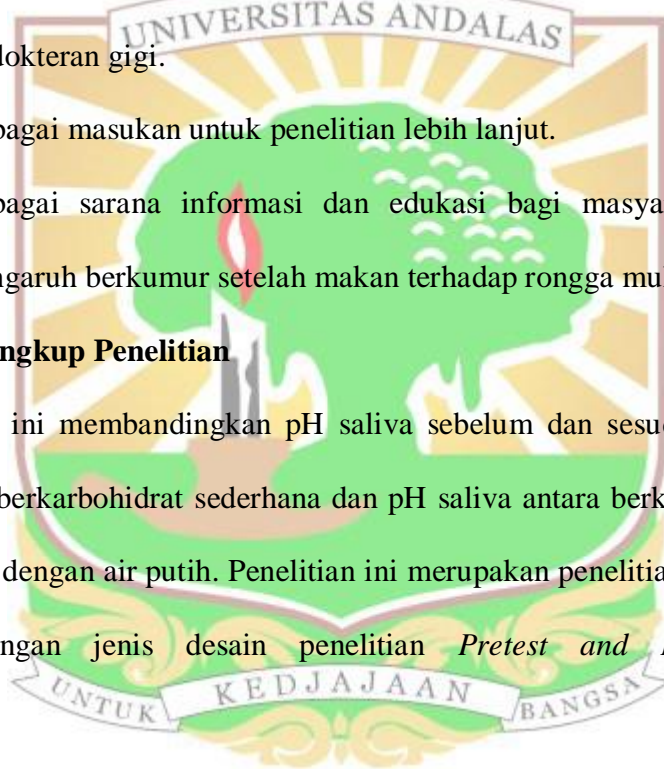 UNIVERSITAS ANDALAS
dokteran gigi.
bagai masukan untuk penelitian lebih lanjut.
bagai sarana informasi dan edukasi bagi masya
ngaruh berkumur setelah makan terhadap rongga mul
ngkup Penelitian
ini membandingkan pH saliva sebelum dan sesu
berkarbohidrat sederhana dan pH saliva antara berk
dengan air putih. Penelitian ini merupakan penelitia
ngan jenis desain penelitian Pretest and
UNTUK KEDJAJAAN BANGSA